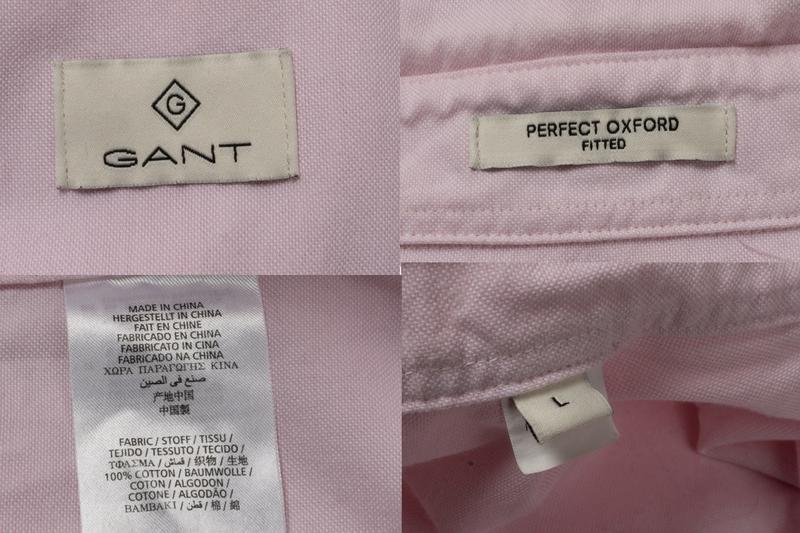 G
GANT
PERFECT OXFORD
FITTED
MADE IN CHINA
HERGESTELLT IN CHINA
FAIT EN CHINE
FABRICADO EN CHINA
FABBRICATO IN CINA
FABRICADO NA CHINA
ΧΩΡΑ ΠΑΡΑΓΩΓΗΣ ΚΙΝΑ
صنع في الصين
产地中国
中国製
FABRIC / STOFF / TISSU /
TEJIDO / TESSUTO / TECIDO /
ΥΦΑΣΜΑ / قماش / 织物 / 生地
100% COTTON / BAUMWOLLE /
COTON / ALGODON /
COTONE / ALGODÃO /
ΒΑΜΒΑΚΙ / قطن / 棉 / 綿
L